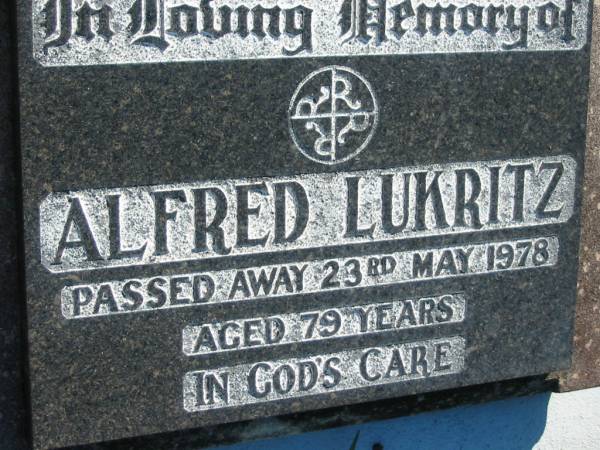 In Loving Memory of
R R R R
ALFRED LUKRITZ
PASSED AWAY 23RD MAY 1978
AGED 79 YEARS
IN GOD'S CARE